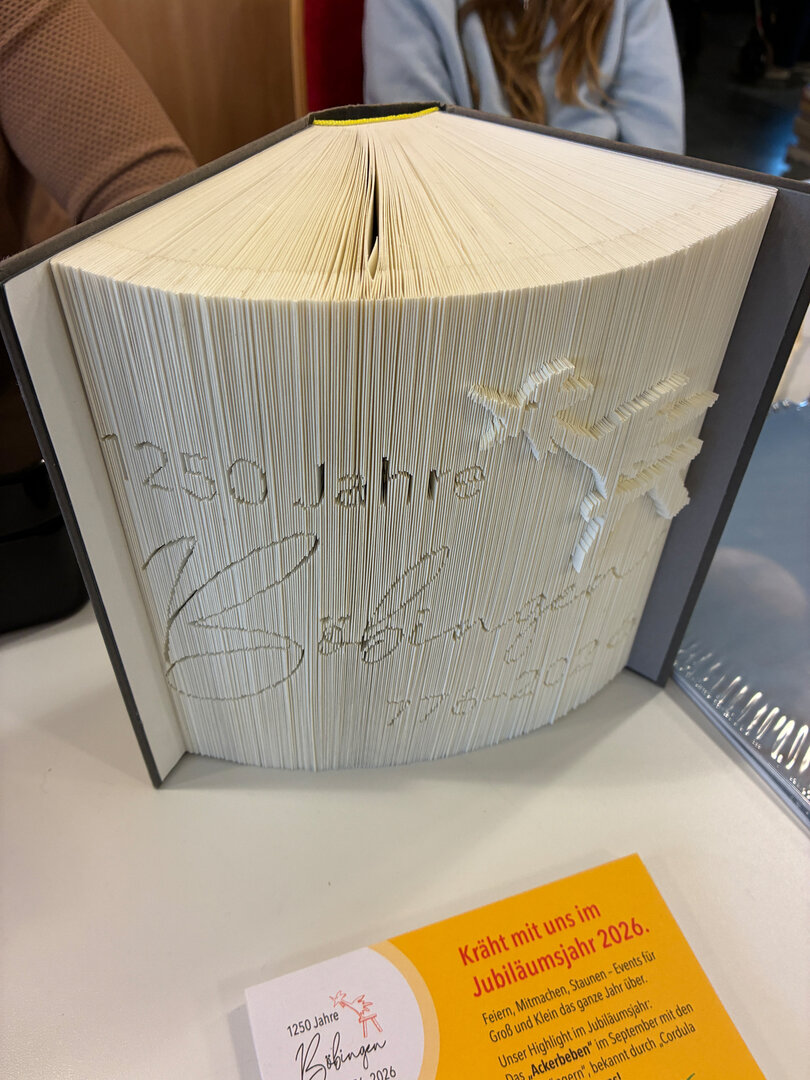 1250 Jahre
Böbingen
776-2026
Kräht mit uns im
Jubiläumsjahr 2026.
Feiern, Mitmachen, Staunen – Events für
Groß und Klein das ganze Jahr über.
Unser Highlight im Jubiläumsjahr:
Das „Ackerbeben" im September mit den
bekannt durch „Cordula
1250 Jahre
Böbingen
2026